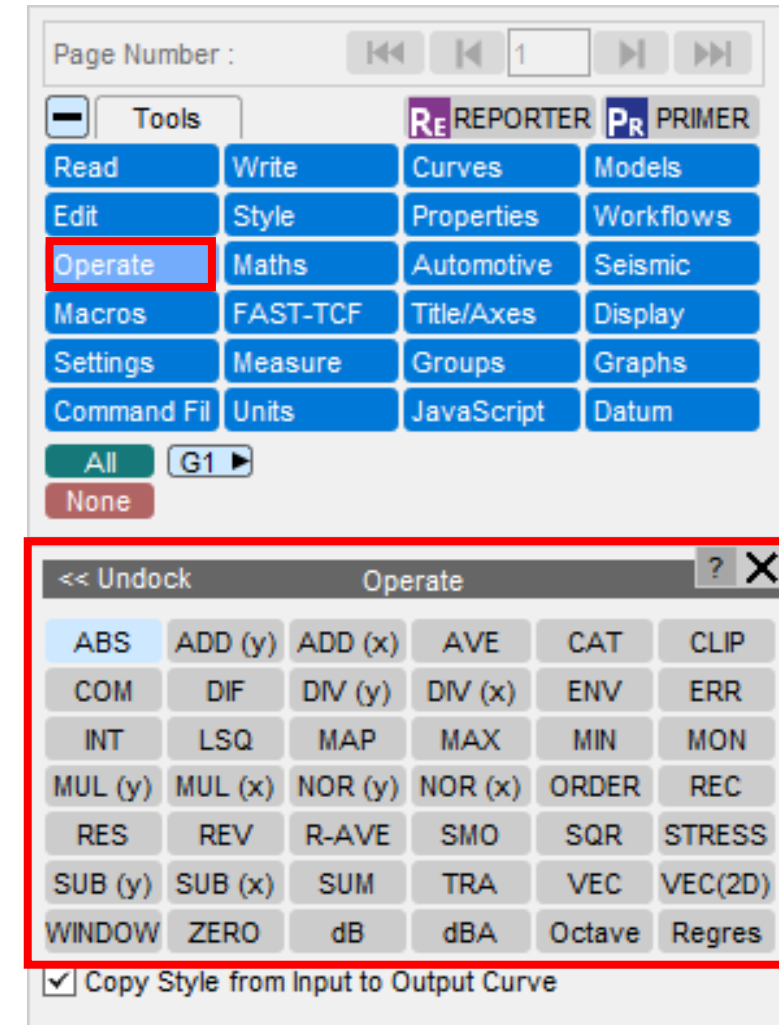 Page Number : 1
Tools RE REPORTER PR PRIMER
Read Write Curves Models
Edit Style Properties Workflows
Operate Maths Automotive Seismic
Macros FAST-TCF Title/Axes Display
Settings Measure Groups Graphs
Command Fil Units JavaScript Datum
All G1
None
<< Undock Operate ? X
ABS ADD (y) ADD (x) AVE CAT CLIP
COM DIF DIV (y) DIV (x) ENV ERR
INT LSQ MAP MAX MIN MON
MUL (y) MUL (x) NOR (y) NOR (x) ORDER REC
RES REV R-AVE SMO SQR STRESS
SUB (y) SUB (x) SUM TRA VEC VEC(2D)
WINDOW ZERO dB dBA Octave Regres
Copy Style from Input to Output Curve